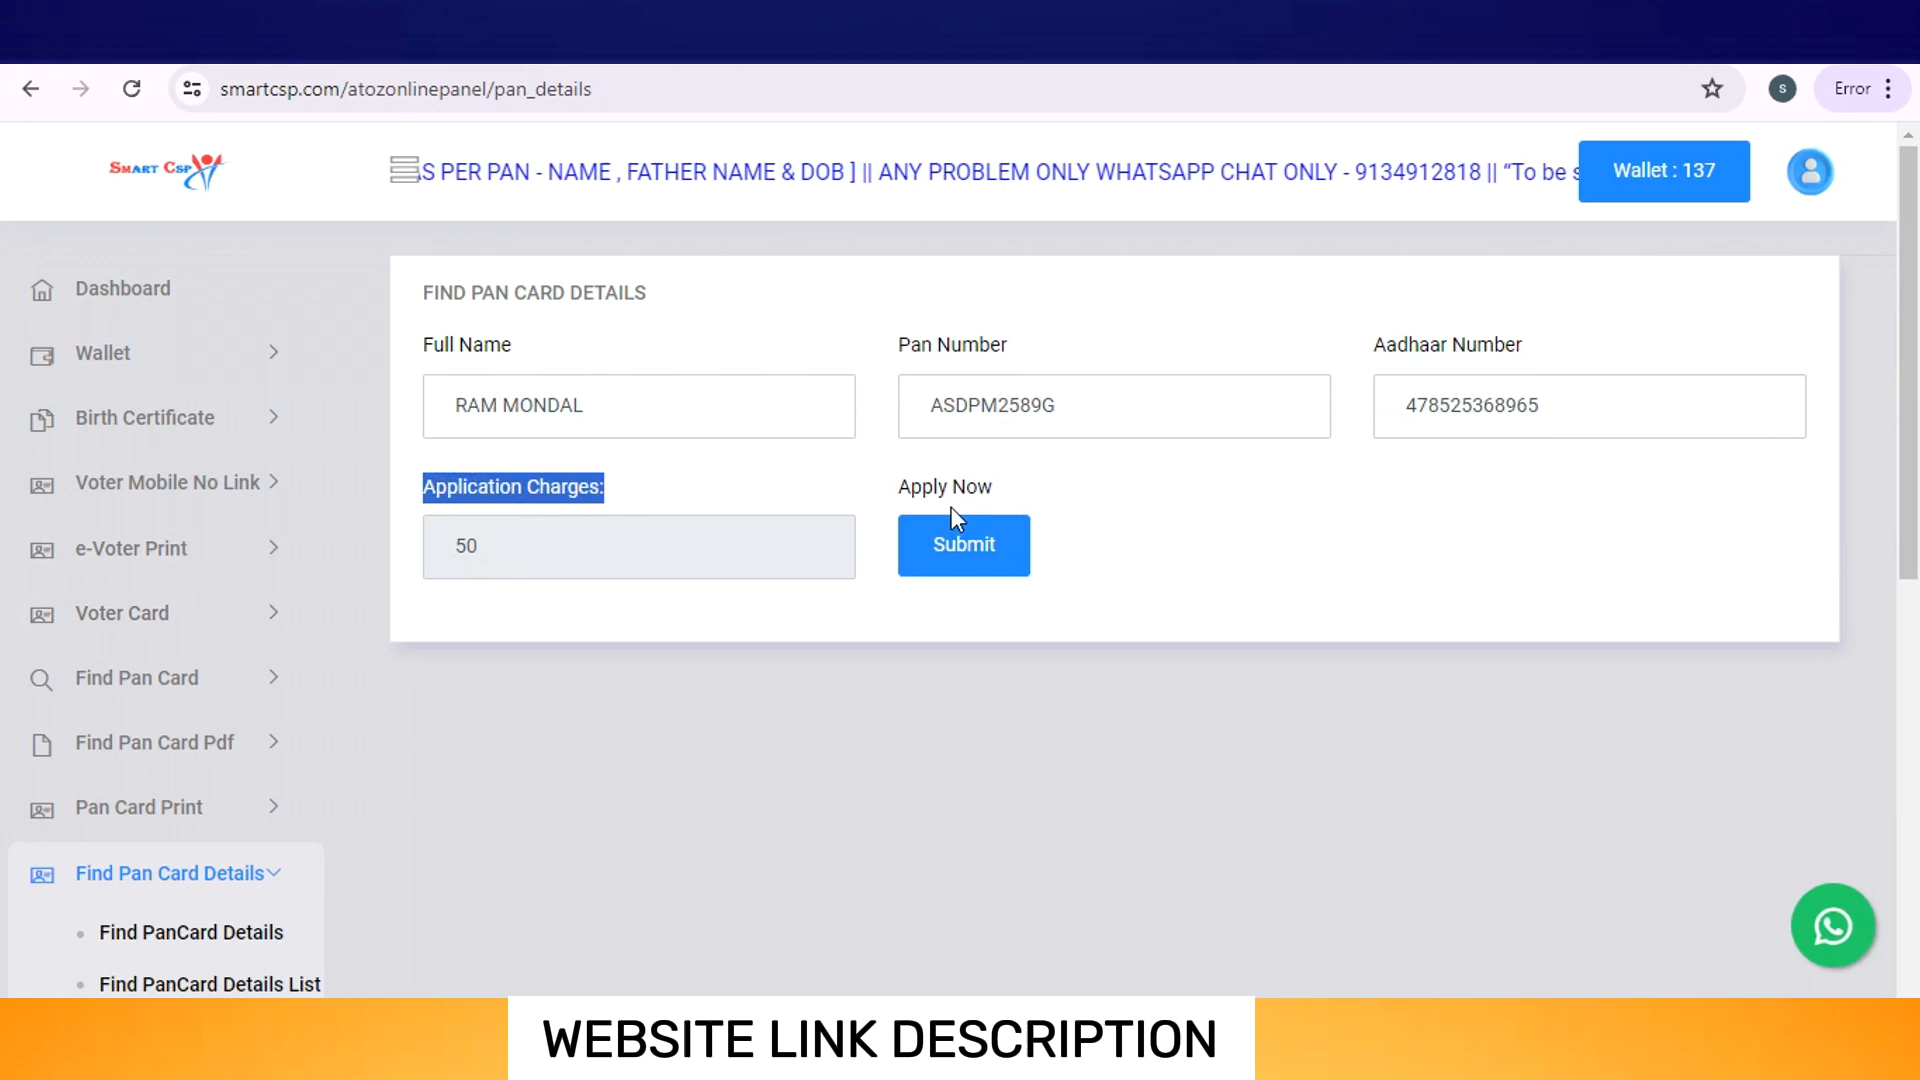 smartcsp.com/atozonlinepanel/pan_details
S
Error
SMART CSP
AS PER PAN - NAME , FATHER NAME & DOB ] || ANY PROBLEM ONLY WHATSAPP CHAT ONLY - 9134912818 || “To be s
Wallet : 137
Dashboard
Wallet
Birth Certificate
Voter Mobile No Link
e-Voter Print
Voter Card
Find Pan Card
Find Pan Card Pdf
Pan Card Print
Find Pan Card Details
Find PanCard Details
Find PanCard Details List
FIND PAN CARD DETAILS
Full Name
RAM MONDAL
Pan Number
ASDPM2589G
Aadhaar Number
478525368965
Application Charges:
50
Apply Now
Submit
WEBSITE LINK DESCRIPTION